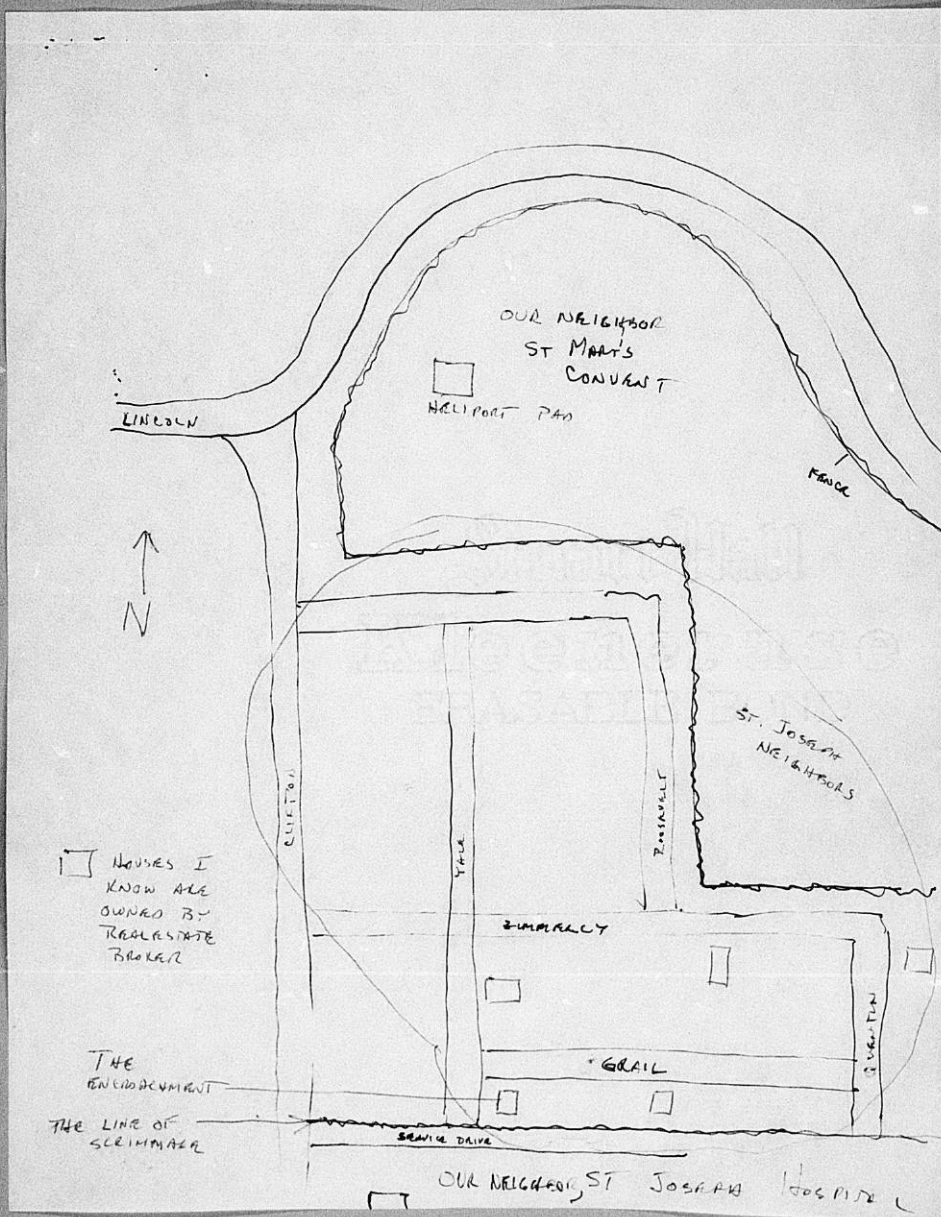 OUR NEIGHBOR
ST MARY'S
CONVENT
HELIPORT PAD
LINCOLN
FENCE
N
ST. JOSEPH
NEIGHBORS
CLIFTON
YALE
ROOSEVELT
HOUSES I
KNOW ARE
OWNED BY
REALESTATE
BROKER
ZIMMERLY
QUENTIN
GRAIL
THE
ENCROACHMENT
THE LINE OF
SCRIMMAGE
SERVICE DRIVE
OUR NEIGHBOR, ST JOSEPH HOSPITAL